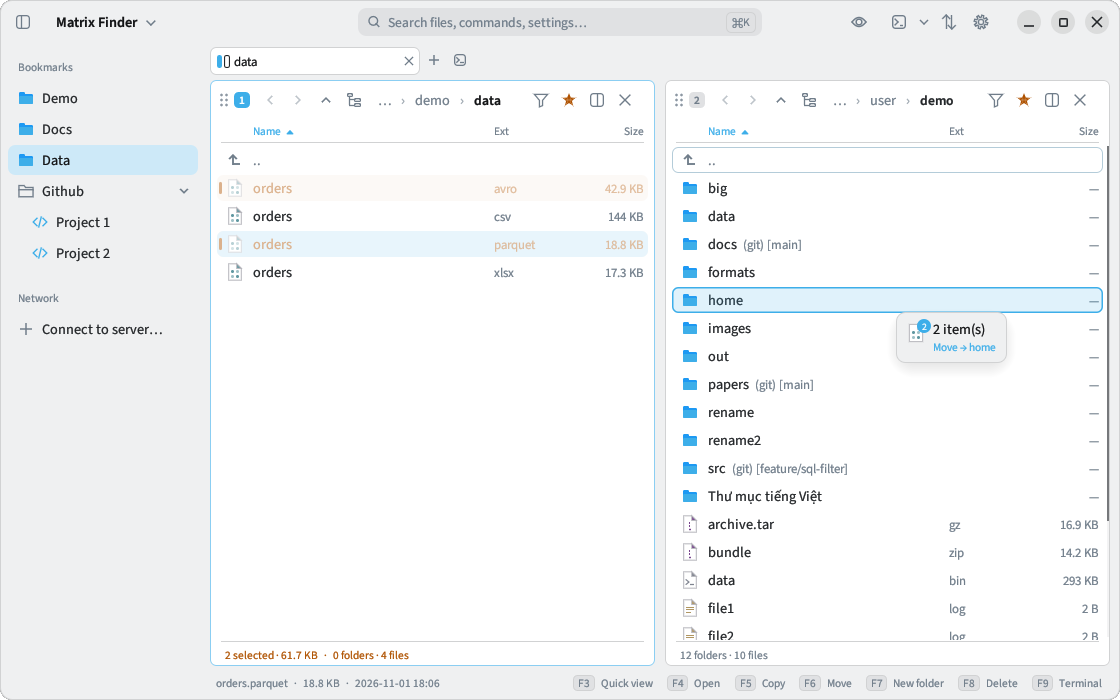 Matrix Finder
Search files, commands, settings… ⌘K
Bookmarks
Demo
Docs
Data
Github
Project 1
Project 2
Network
Connect to server…
data
1 … › demo › data
Name Ext Size
..
orders avro 42.9 KB
orders csv 144 KB
orders parquet 18.8 KB
orders xlsx 17.3 KB
2 selected · 61.7 KB · 0 folders · 4 files
2 … › user › demo
Name Ext Size
..
big —
data —
docs (git) [main] —
formats —
home —
images —
out —
papers (git) [main] —
rename —
rename2 —
src (git) [feature/sql-filter] —
Thư mục tiếng Việt —
archive.tar gz 16.9 KB
bundle zip 14.2 KB
data bin 293 KB
file1 log 2 B
file2 log 2 B
2 2 item(s)
Move → home
12 folders · 10 files
orders.parquet · 18.8 KB · 2026-11-01 18:06
F3 Quick view F4 Open F5 Copy F6 Move F7 New folder F8 Delete F9 Terminal